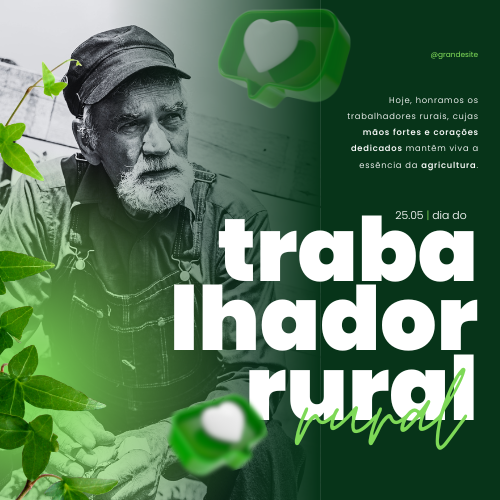 @grandesite
Hoje, honramos os
trabalhadores rurais, cujas
mãos fortes e corações
dedicados mantêm viva a
essência da agricultura.
25.05 | dia do
traba
lhador
rural
rural